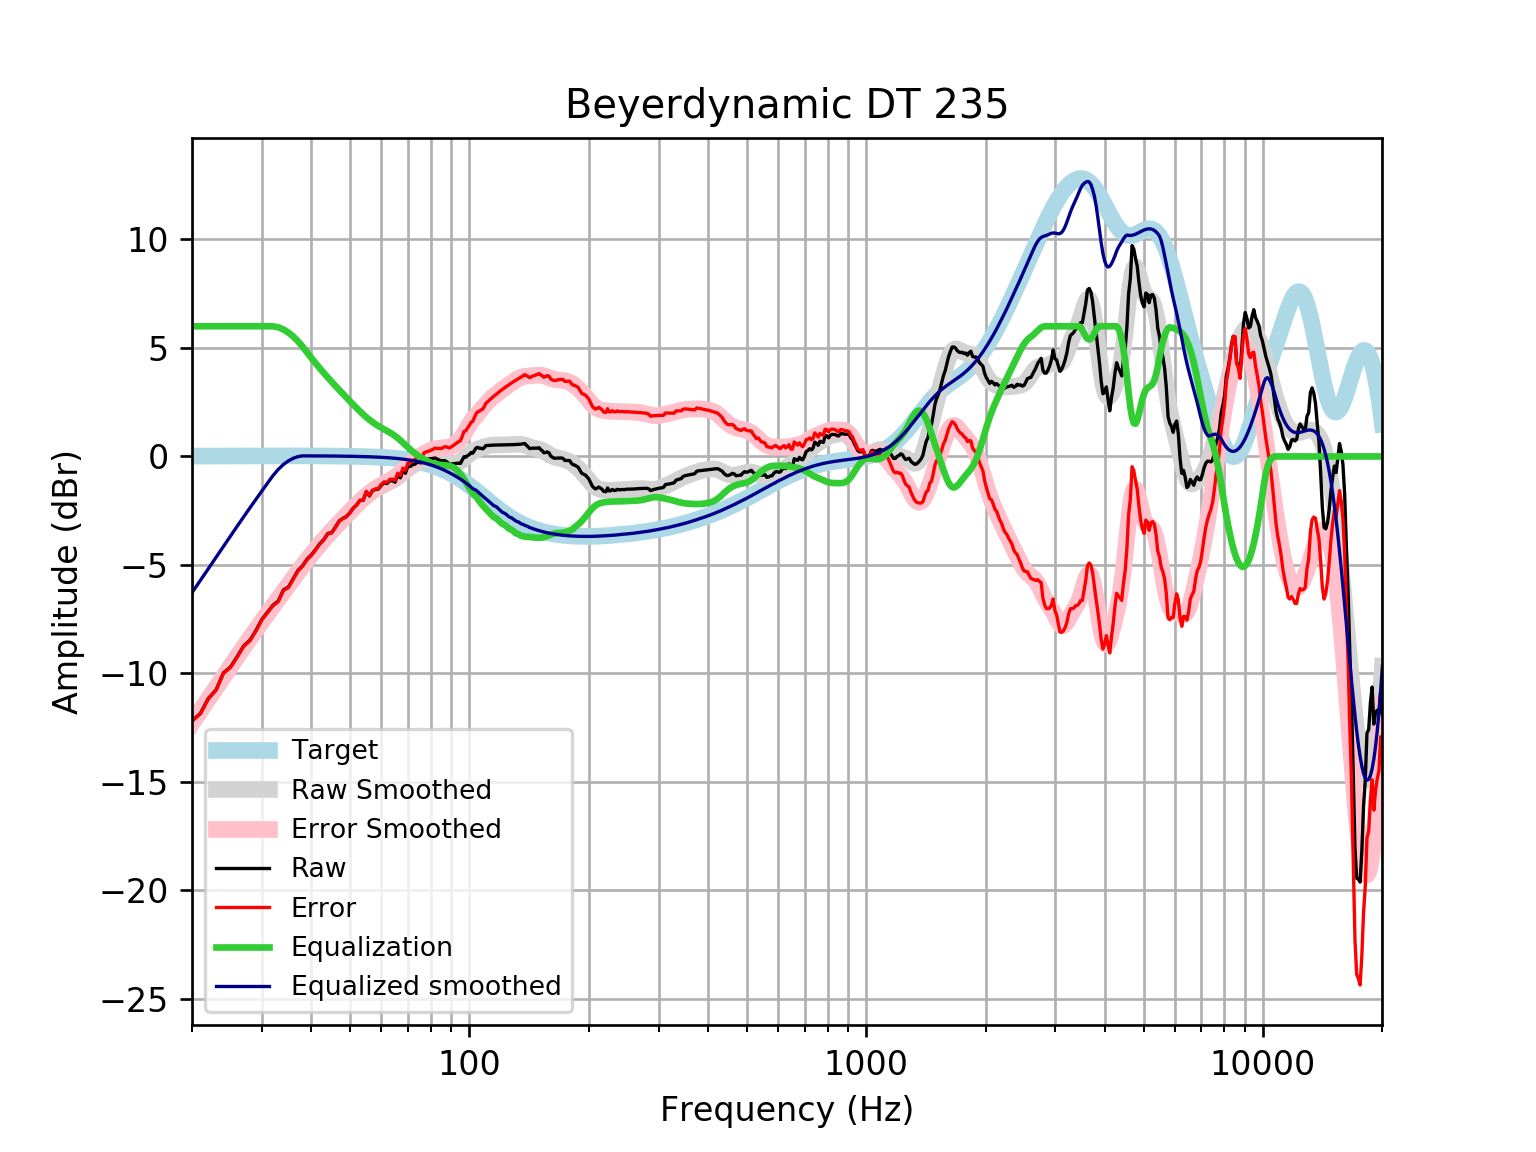 Beyerdynamic DT 235
Amplitude (dBr)
10
5
0
−5
−10
−15
−20
−25
Target
Raw Smoothed
Error Smoothed
Raw
Error
Equalization
Equalized smoothed
100
1000
10000
Frequency (Hz)